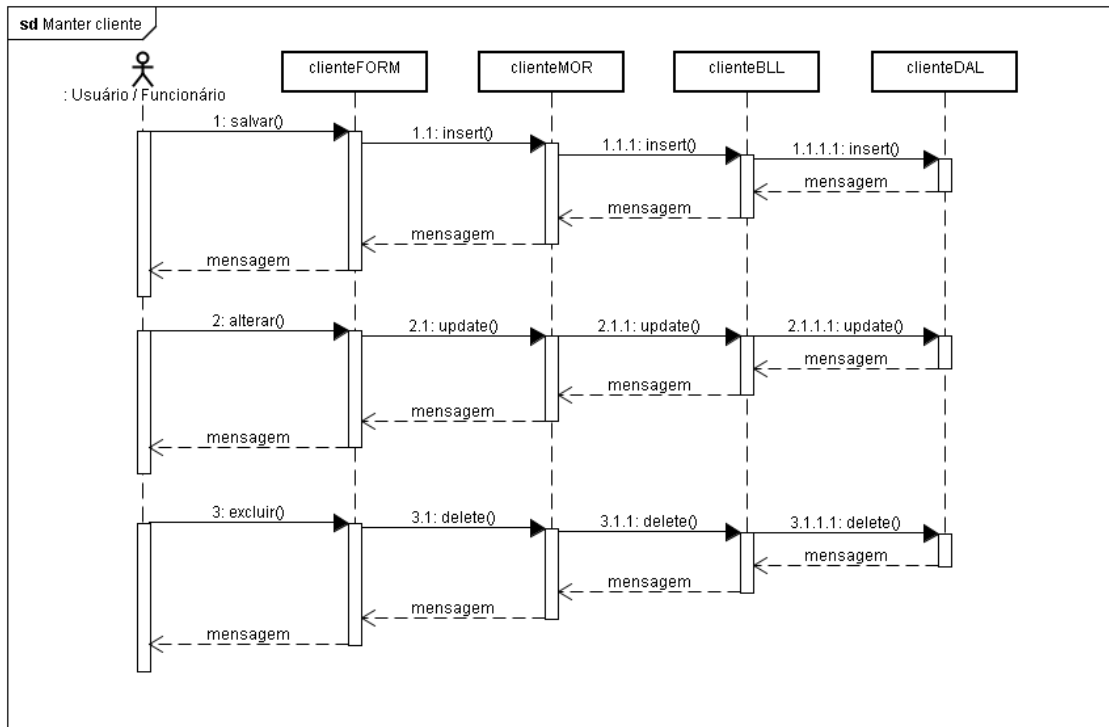 sd Manter cliente
: Usuário / Funcionário
clienteFORM
clienteMOR
clienteBLL
clienteDAL
1: salvar()
1.1: insert()
1.1.1: insert()
1.1.1.1: insert()
mensagem
mensagem
mensagem
mensagem
2: alterar()
2.1: update()
2.1.1: update()
2.1.1.1: update()
mensagem
mensagem
mensagem
mensagem
3: excluir()
3.1: delete()
3.1.1: delete()
3.1.1.1: delete()
mensagem
mensagem
mensagem
mensagem